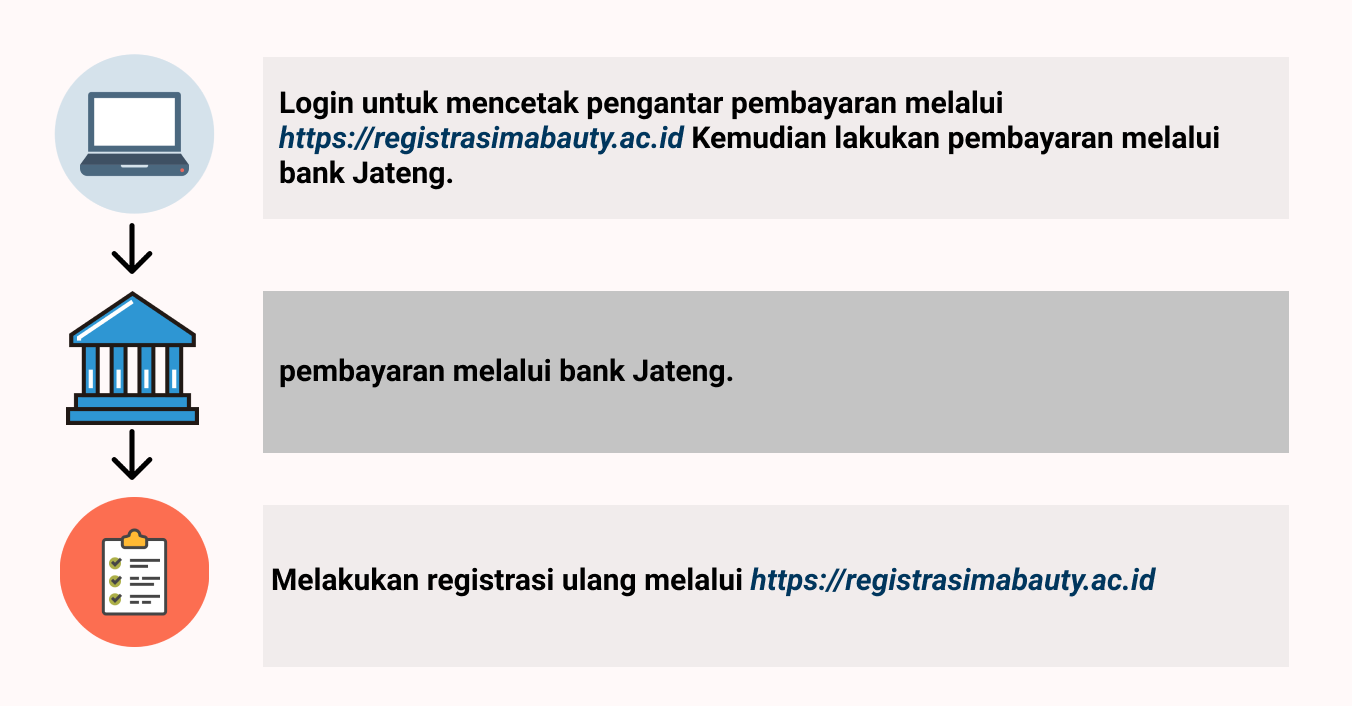 Login untuk mencetak pengantar pembayaran melalui
https://registrasimabauty.ac.id Kemudian lakukan pembayaran melalui
bank Jateng.
pembayaran melalui bank Jateng.
Melakukan registrasi ulang melalui https://registrasimabauty.ac.id